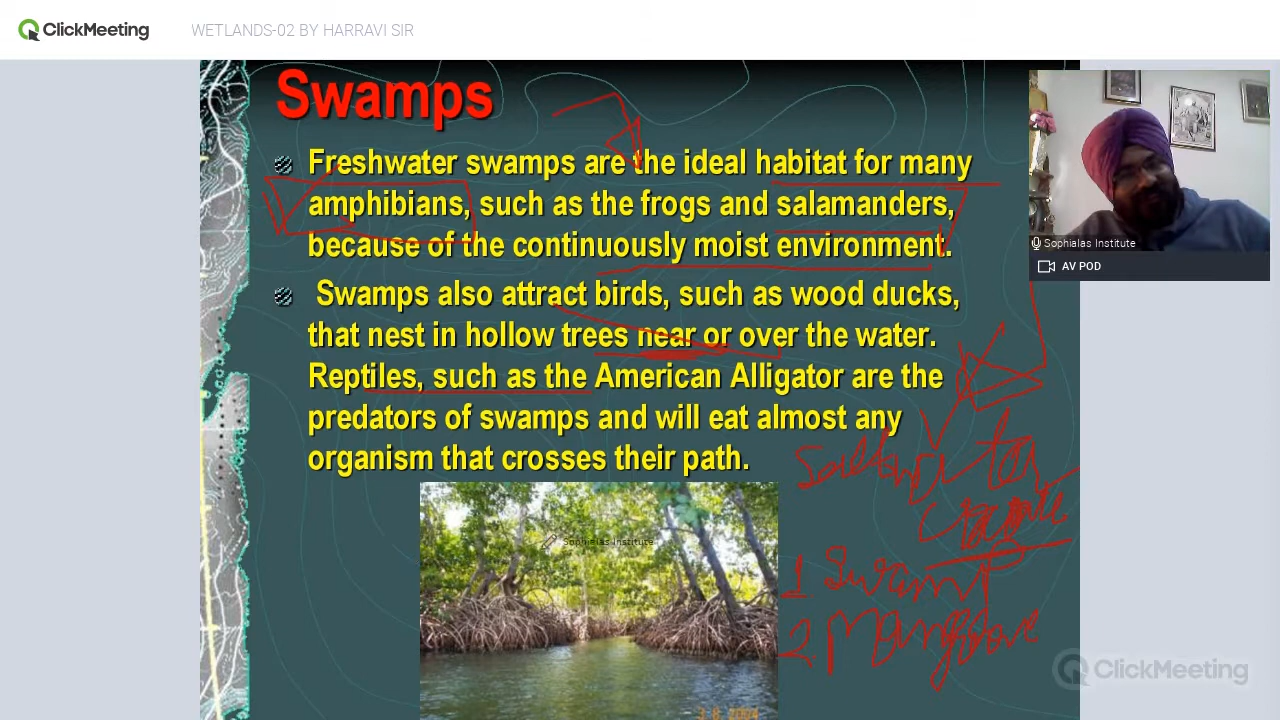 ClickMeeting
WETLANDS-02 BY HARRAVI SIR
Swamps
Freshwater swamps are the ideal habitat for many
amphibians, such as the frogs and salamanders,
because of the continuously moist environment.
Swamps also attract birds, such as wood ducks,
that nest in hollow trees near or over the water.
Reptiles, such as the American Alligator are the
predators of swamps and will eat almost any
organism that crosses their path.
Sophialas Institute
AV POD
Saltwater
1 Swamp
2 Mangrove
Sophialas Institute
ClickMeeting